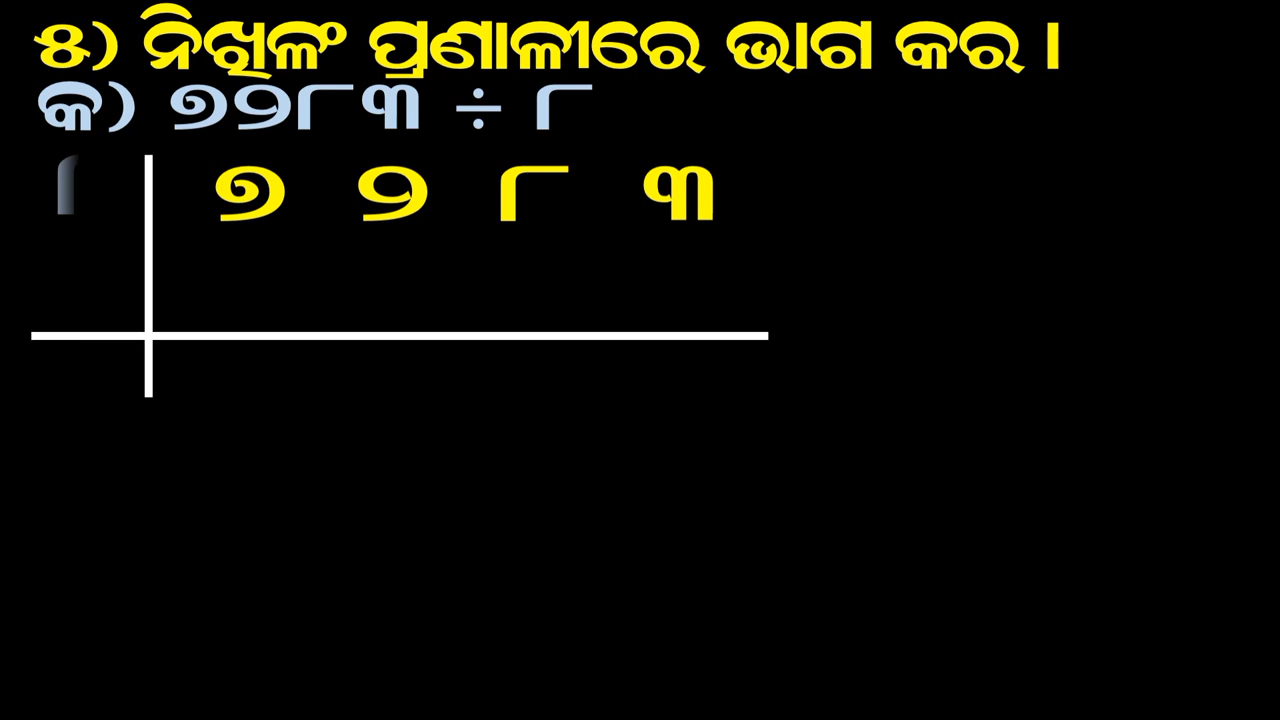 ୫) ନିଖିଳଂ ପ୍ରଣାଳୀରେ ଭାଗ କର ।
କ) ୭୨୮୩ ÷ ୮
୭ ୨ ୮ ୩